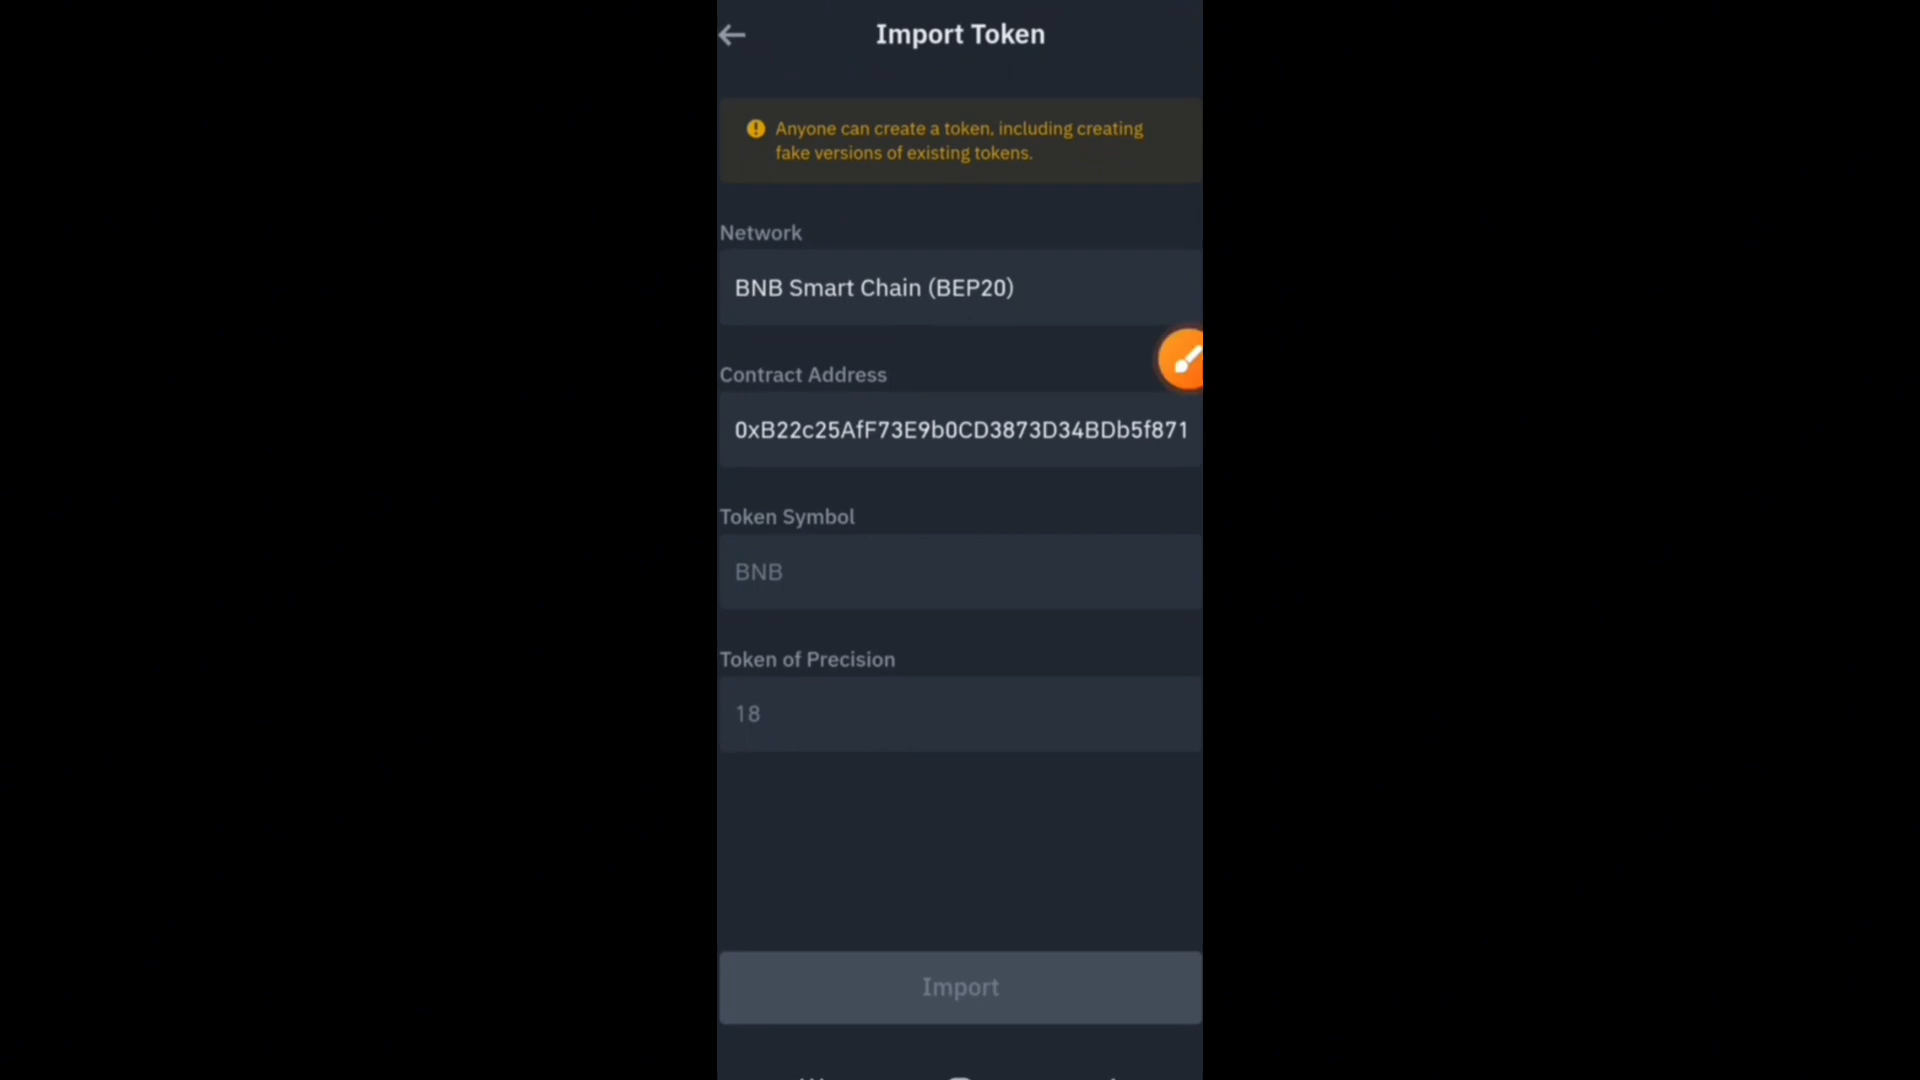 Import Token
Anyone can create a token, including creating
fake versions of existing tokens.
Network
BNB Smart Chain (BEP20)
Contract Address
0xB22c25AfF73E9b0CD3873D34BDb5f871
Token Symbol
BNB
Token of Precision
18
Import